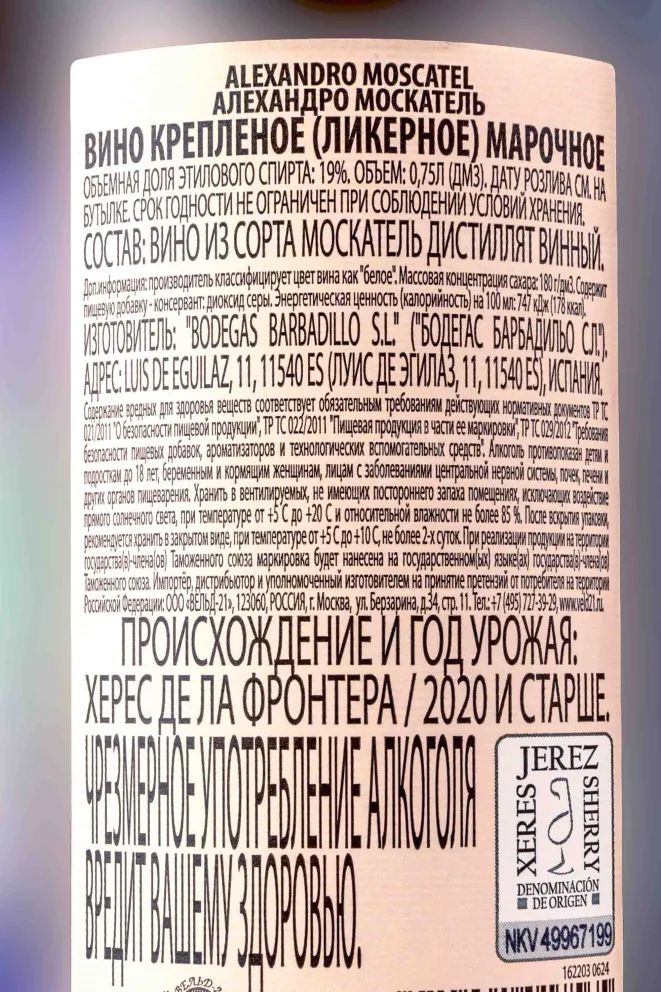 ALEXANDRO MOSCATEL
АЛЕХАНДРО МОСКАТЕЛЬ
ВИНО КРЕПЛЕНОЕ (ЛИКЕРНОЕ) МАРОЧНОЕ
ОБЪЕМНАЯ ДОЛЯ ЭТИЛОВОГО СПИРТА: 19%. ОБЪЕМ: 0,75Л (ДМ3). ДАТУ РОЗЛИВА СМ. НА
БУТЫЛКЕ. СРОК ГОДНОСТИ НЕ ОГРАНИЧЕН ПРИ СОБЛЮДЕНИИ УСЛОВИЙ ХРАНЕНИЯ.
СОСТАВ: ВИНО ИЗ СОРТА МОСКАТЕЛЬ ДИСТИЛЛЯТ ВИННЫЙ.
Доп.информация: производитель классифицирует цвет вина как "белое". Массовая концентрация сахара: 180 г/дм3. Содержит
пищевую добавку - консервант: диоксид серы. Энергетическая ценность (калорийность) на 100 мл: 747 кДж (178 ккал).
ИЗГОТОВИТЕЛЬ: "BODEGAS BARBADILLO S.L." ("БОДЕГАС БАРБАДИЛЬО С.Л.").
АДРЕС: LUIS DE EGUILAZ, 11, 11540 ES (ЛУИС ДЕ ЭГИЛАЗ, 11, 11540 ES), ИСПАНИЯ.
Содержание вредных для здоровья веществ соответствует обязательным требованиям действующих нормативных документов ТР ТС
021/2011 "О безопасности пищевой продукции", ТР ТС 022/2011 "Пищевая продукция в части ее маркировки", ТР ТС 029/2012 "Требования
безопасности пищевых добавок, ароматизаторов и технологических вспомогательных средств". Алкоголь противопоказан детям и
подросткам до 18 лет, беременным и кормящим женщинам, лицам с заболеваниями центральной нервной системы, почек, печени и
других органов пищеварения. Хранить в вентилируемых, не имеющих постороннего запаха помещениях, исключающих воздействие
прямого солнечного света, при температуре от +5 С до +20 С и относительной влажности не более 85 %. После вскрытия упаковки,
рекомендуется хранить в закрытом виде, при температуре от +5 С до +10 С, не более 2-х суток. При реализации продукции на территории
государства(в)-члена(ов) Таможенного союза маркировка будет нанесена на государственном(ых) языке(ах) государства(в)-члена(ов)
Таможенного союза. Импортёр, дистрибьютор и уполномоченный изготовителем на принятие претензий от потребителя на территории
Российской Федерации: ООО «ВЕЛЬД-21», 123060, РОССИЯ, г. Москва, ул. Берзарина, д.34, стр. 11. Тел.: +7 (495) 727-39-29, www.veld21.ru.
ПРОИСХОЖДЕНИЕ И ГОД УРОЖАЯ:
ХЕРЕС ДЕ ЛА ФРОНТЕРА / 2020 И СТАРШЕ.
ЧРЕЗМЕРНОЕ УПОТРЕБЛЕНИЕ АЛКОГОЛЯ
ВРЕДИТ ВАШЕМУ ЗДОРОВЬЮ.
JEREZ
XERES
SHERRY
DENOMINACIÓN
DE ORIGEN
NKV 49967199
162203 0624